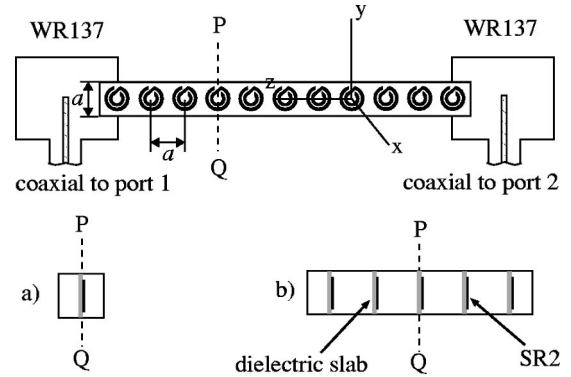 WR137
P
y
WR137
a
z
a
x
Q
coaxial to port 1
coaxial to port 2
P
P
a)
b)
Q
dielectric slab
Q
SR2